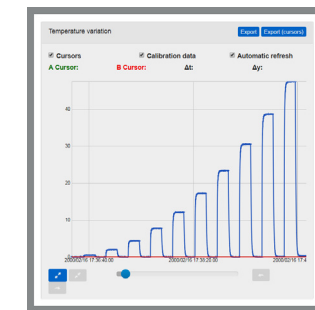 Temperature variation Export Export (cursors)
Cursors Calibration data Automatic refresh
A Cursor: B Cursor: Δt: Δy:
40
30
20
10
0
2000/02/16 17:36:40:00 2000/02/16 17:38:20:00 2000/02/16 17:4